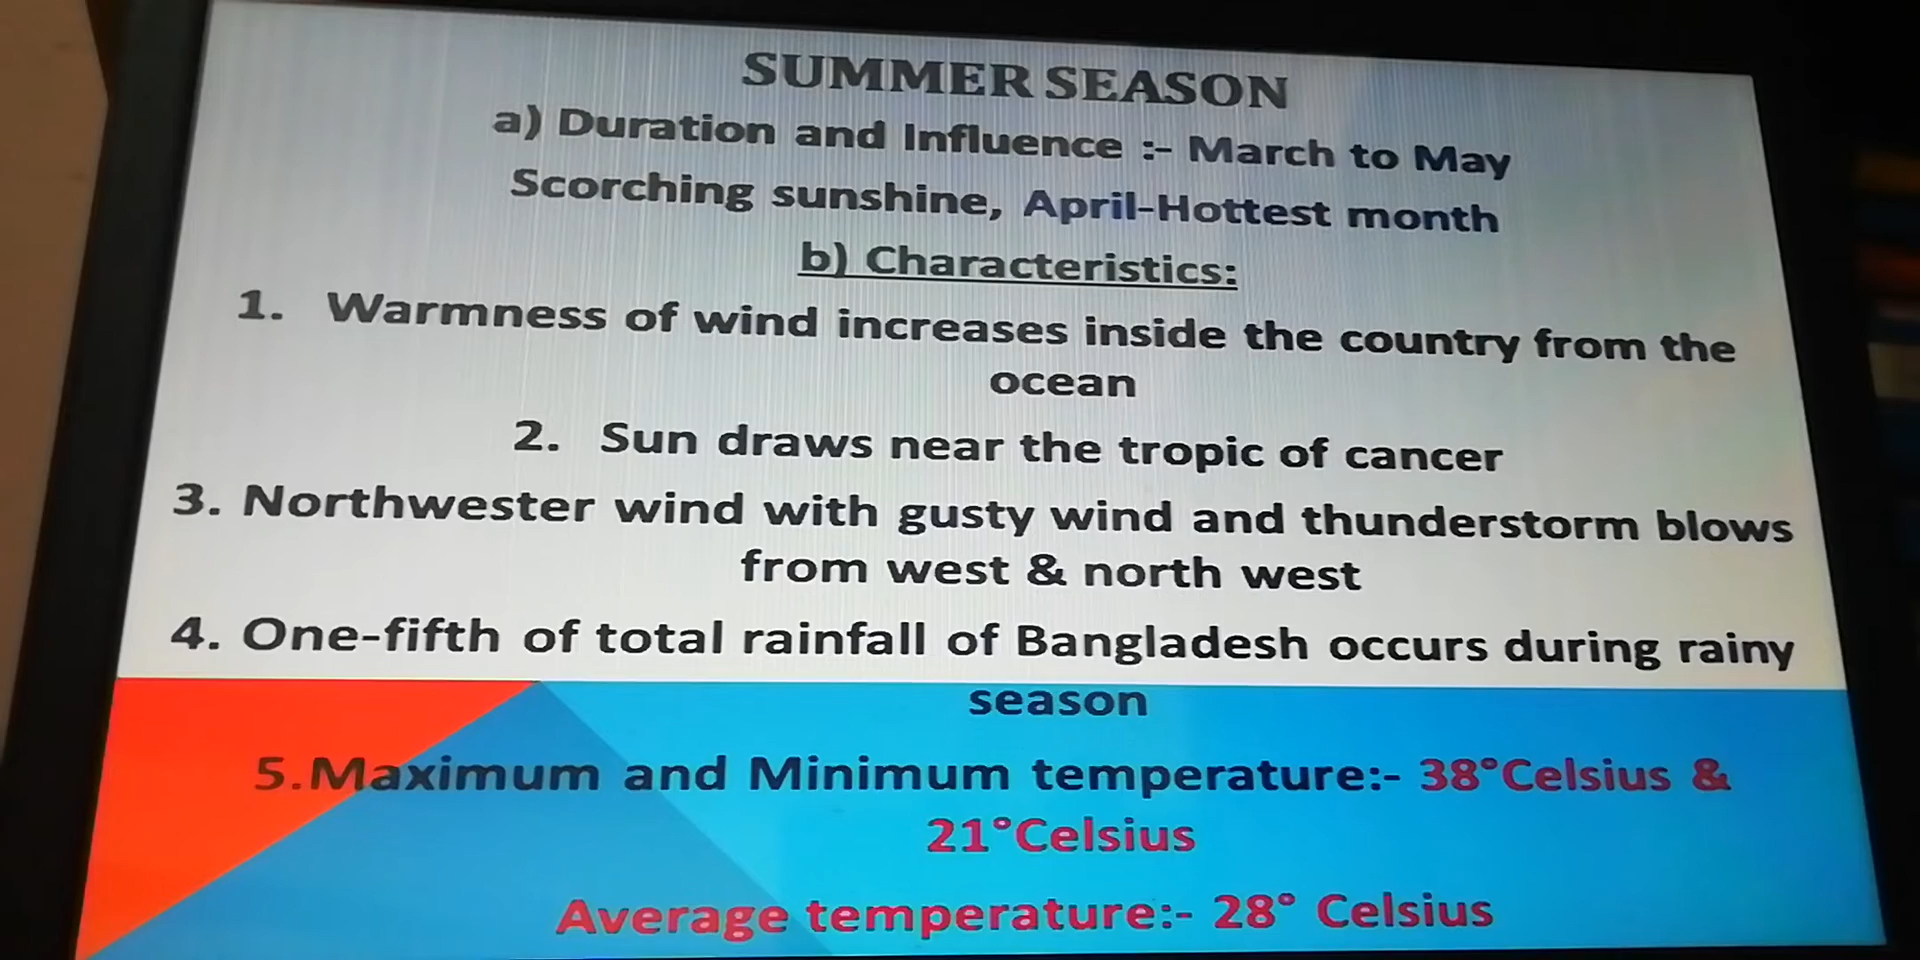 SUMMER SEASON
a) Duration and Influence :- March to May
Scorching sunshine, April-Hottest month
b) Characteristics:
1. Warmness of wind increases inside the country from the
ocean
2. Sun draws near the tropic of cancer
3. Northwester wind with gusty wind and thunderstorm blows
from west & north west
4. One-fifth of total rainfall of Bangladesh occurs during rainy
season
5.Maximum and Minimum temperature:- 38°Celsius &
21°Celsius
Average temperature:- 28° Celsius